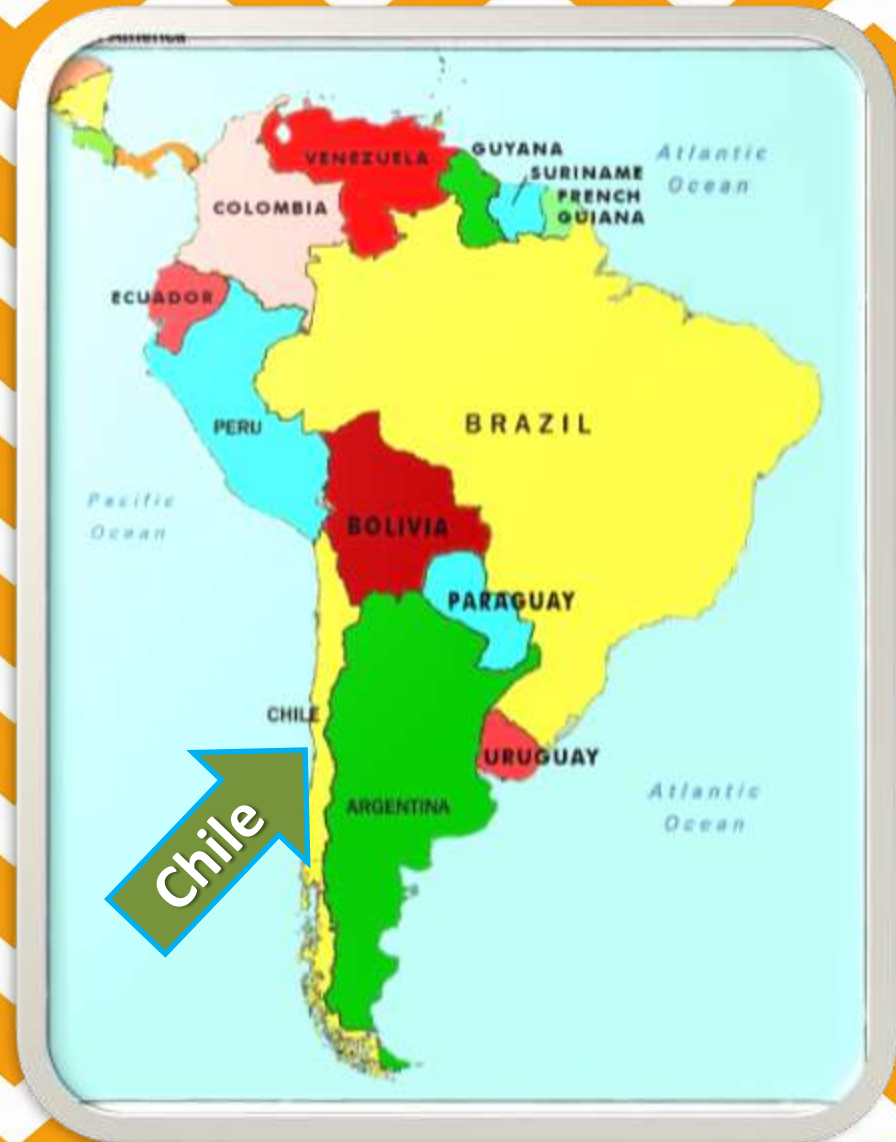 America
VENEZUELA
GUYANA
SURINAME
FRENCH
GUIANA
Atlantic
Ocean
COLOMBIA
ECUADOR
PERU
BRAZIL
Pacific
Ocean
BOLIVIA
PARAGUAY
CHILE
URUGUAY
ARGENTINA
Atlantic
Ocean
Chile